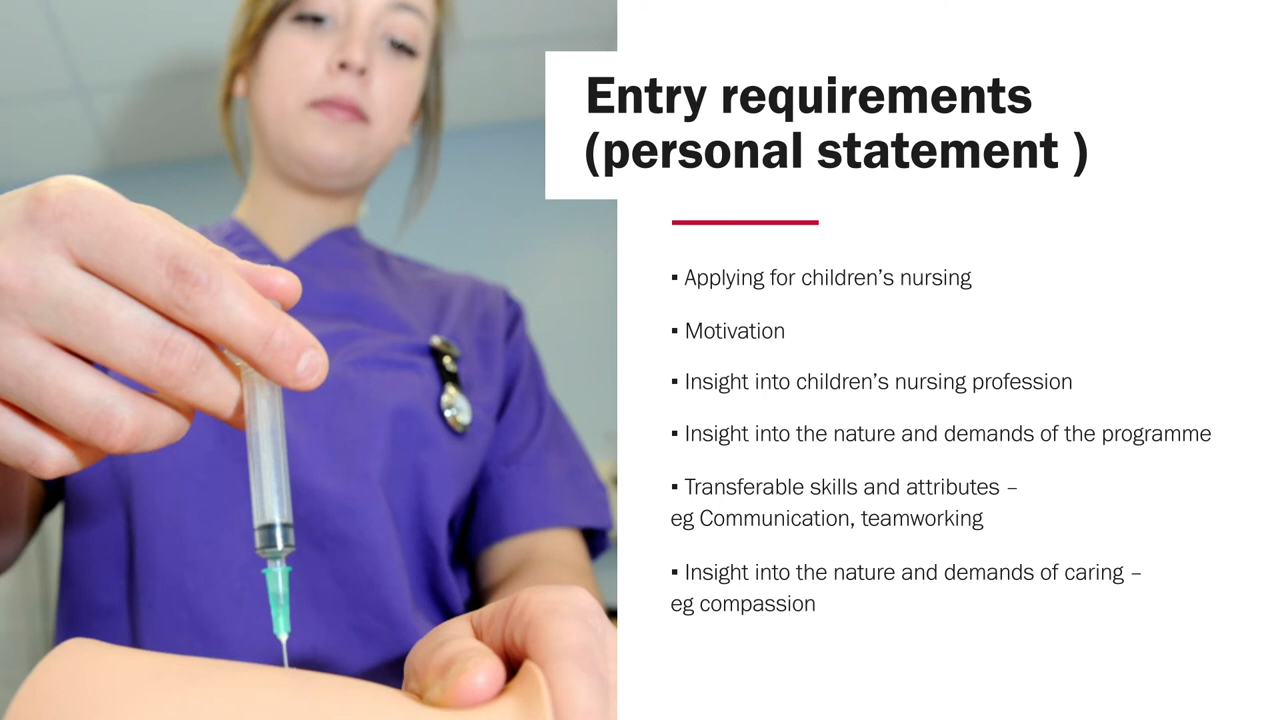 Entry requirements
(personal statement )
▪ Applying for children’s nursing
▪ Motivation
▪ Insight into children’s nursing profession
▪ Insight into the nature and demands of the programme
▪ Transferable skills and attributes –
eg Communication, teamworking
▪ Insight into the nature and demands of caring –
eg compassion